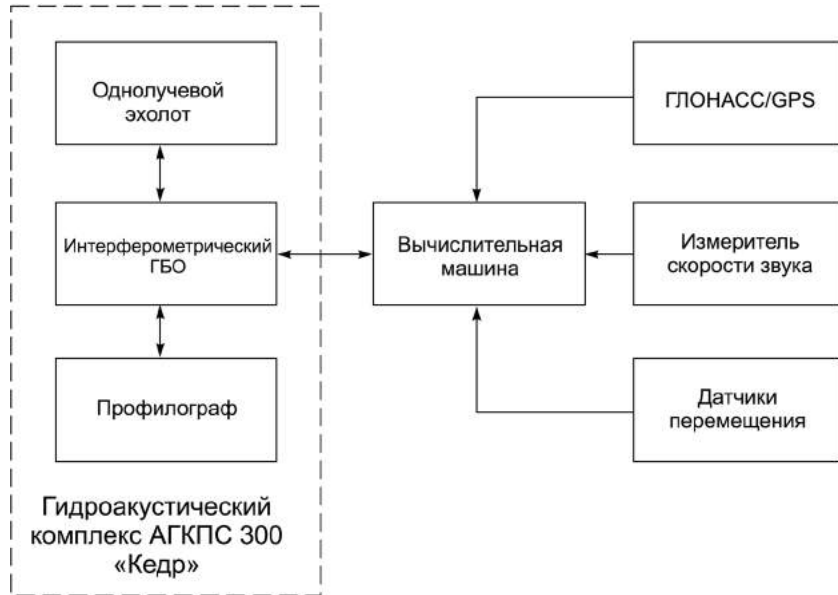 Однолучевой
эхолот
Интерферометрический
ГБО
Профилограф
Гидроакустический
комплекс АГКПС 300
«Кедр»
Вычислительная
машина
ГЛОНАСС/GPS
Измеритель
скорости звука
Датчики
перемещения